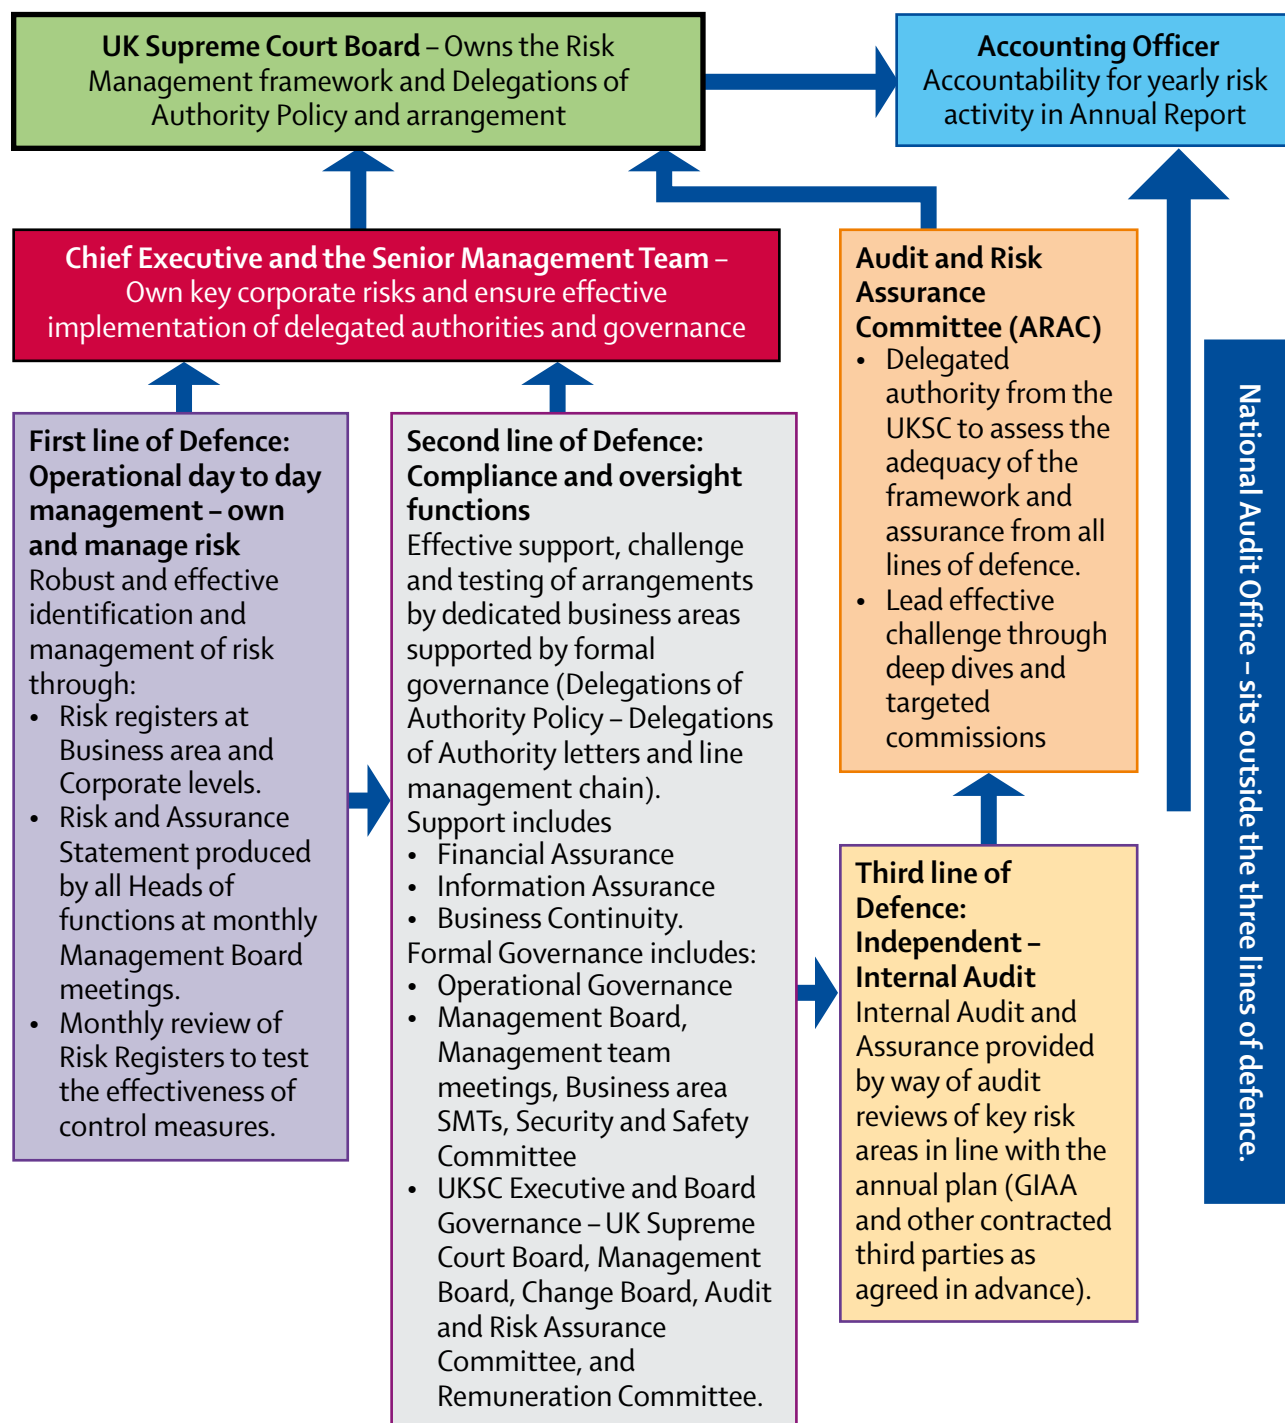 UK Supreme Court Board – Owns the Risk
Management framework and Delegations of
Authority Policy and arrangement
Accounting Officer
Accountability for yearly risk
activity in Annual Report
Chief Executive and the Senior Management Team –
Own key corporate risks and ensure effective
implementation of delegated authorities and governance
Audit and Risk
Assurance
Committee (ARAC)
• Delegated
authority from the
UKSC to assess the
adequacy of the
framework and
assurance from all
lines of defence.
• Lead effective
challenge through
deep dives and
targeted
commissions
National Audit Office – sits outside the three lines of defence.
First line of Defence:
Operational day to day
management – own
and manage risk
Robust and effective
identification and
management of risk
through:
• Risk registers at
Business area and
Corporate levels.
• Risk and Assurance
Statement produced
by all Heads of
functions at monthly
Management Board
meetings.
• Monthly review of
Risk Registers to test
the effectiveness of
control measures.
Second line of Defence:
Compliance and oversight
functions
Effective support, challenge
and testing of arrangements
by dedicated business areas
supported by formal
governance (Delegations of
Authority Policy – Delegations
of Authority letters and line
management chain).
Support includes
• Financial Assurance
• Information Assurance
• Business Continuity.
Formal Governance includes:
• Operational Governance
• Management Board,
Management team
meetings, Business area
SMTs, Security and Safety
Committee
• UKSC Executive and Board
Governance – UK Supreme
Court Board, Management
Board, Change Board, Audit
and Risk Assurance
Committee, and
Remuneration Committee.
Third line of
Defence:
Independent –
Internal Audit
Internal Audit and
Assurance provided
by way of audit
reviews of key risk
areas in line with the
annual plan (GIAA
and other contracted
third parties as
agreed in advance).